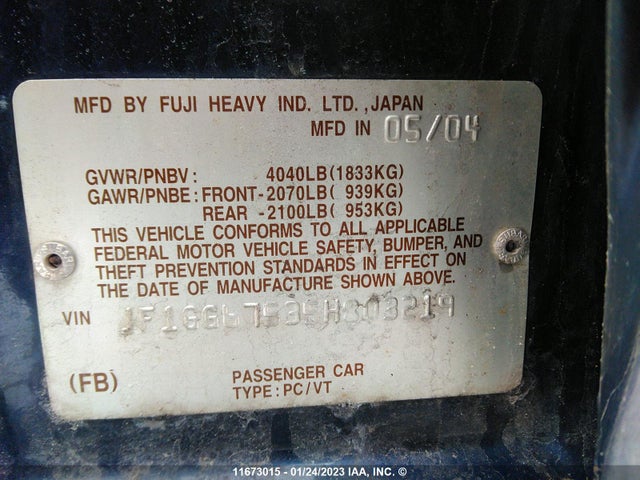 MFD BY FUJI HEAVY IND. LTD., JAPAN
MFD IN 05/04
GVWR/PNBV: 4040LB(1833KG)
GAWR/PNBE: FRONT-2070LB( 939KG)
REAR -2100LB( 953KG)
THIS VEHICLE CONFORMS TO ALL APPLICABLE
FEDERAL MOTOR VEHICLE SAFETY, BUMPER, AND
THEFT PREVENTION STANDARDS IN EFFECT ON
THE DATE OF MANUFACTURE SHOWN ABOVE.
VIN
(FB)
PASSENGER CAR
TYPE: PC/VT
11673015 - 01/24/2023 IAA, INC. ©